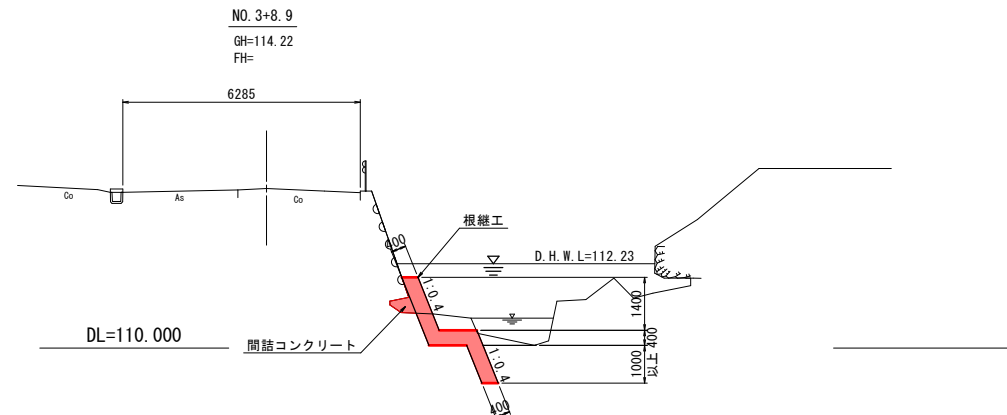 NO. 3+8. 9
GH=114. 22
FH=
6285
Co
As
Co
根継工
400
D. H. W. L=112. 23
1:0. 4
1400
400
DL=110. 000
間詰コンクリート
1:0. 4
1000
以上
400